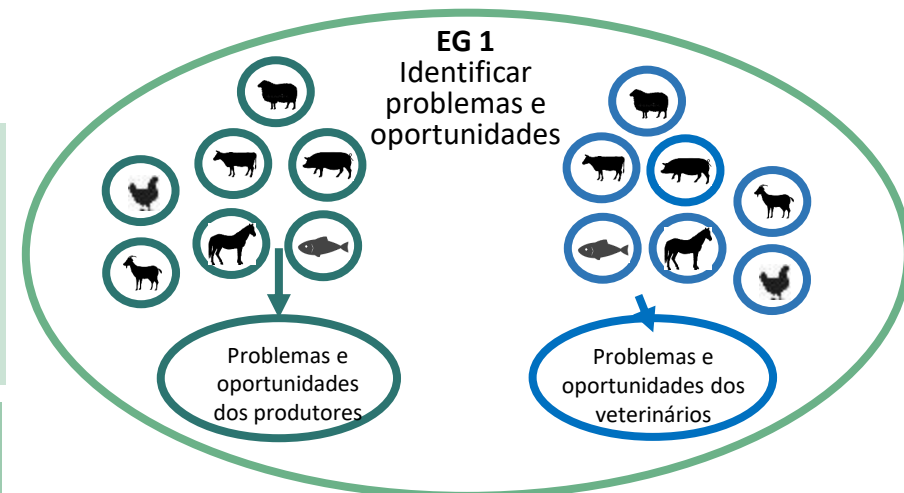 EG 1
Identificar
problemas e
oportunidades
Problemas e
oportunidades
dos produtores
Problemas e
oportunidades dos
veterinários